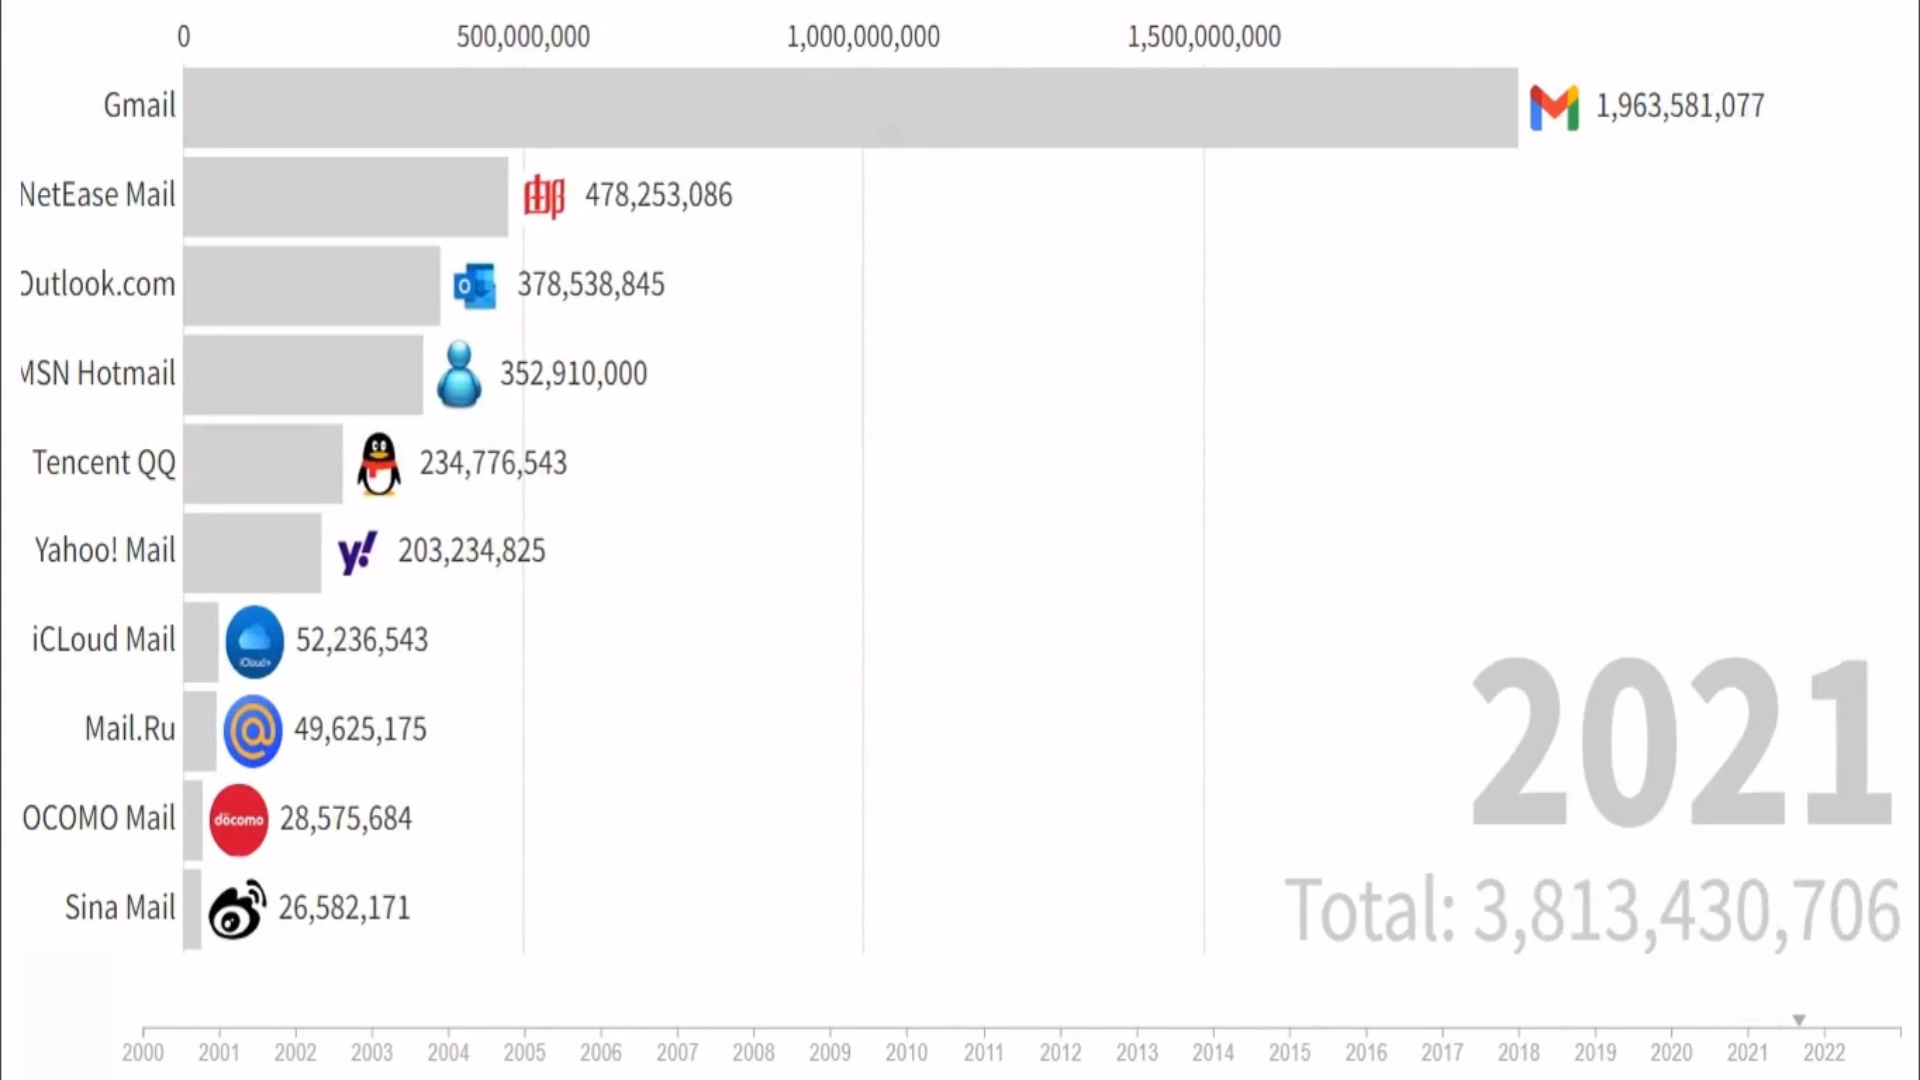 0 500,000,000 1,000,000,000 1,500,000,000
Gmail 1,963,581,077
NetEase Mail 邮 478,253,086
Outlook.com O 378,538,845
MSN Hotmail 352,910,000
Tencent QQ 234,776,543
Yahoo! Mail y! 203,234,825
iCLoud Mail iCloud+ 52,236,543
Mail.Ru @ 49,625,175
OCOMO Mail döcomo 28,575,684
Sina Mail 26,582,171
2021
Total: 3,813,430,706
2000 2001 2002 2003 2004 2005 2006 2007 2008 2009 2010 2011 2012 2013 2014 2015 2016 2017 2018 2019 2020 2021 2022